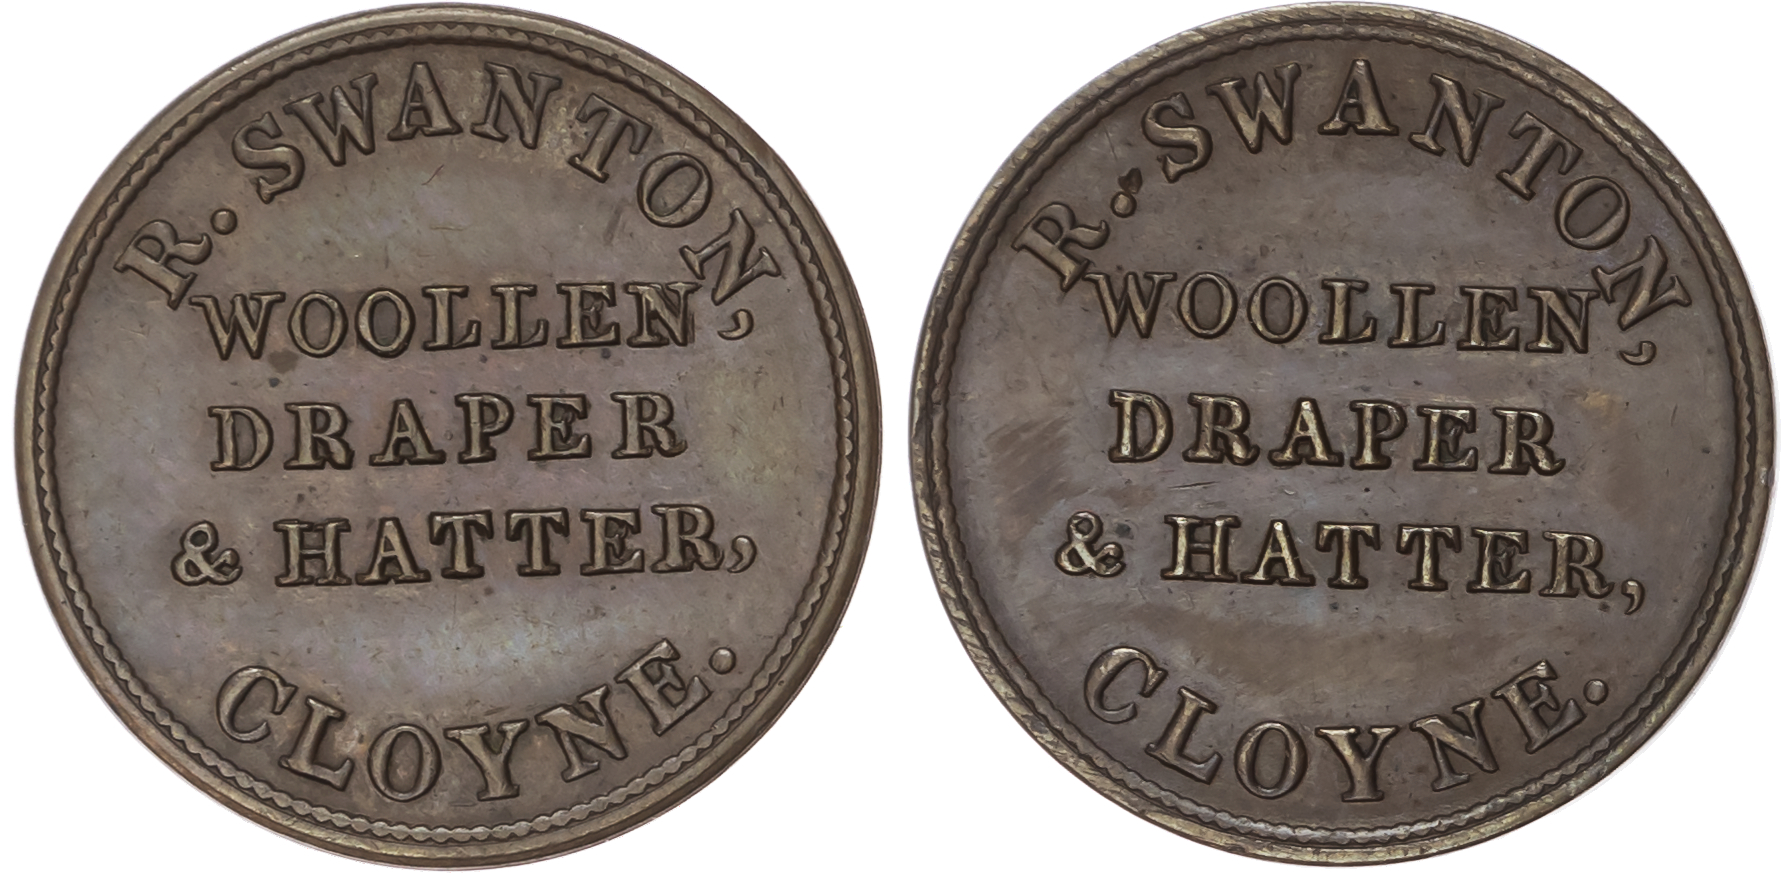 R. SWANTON,
WOOLLEN
DRAPER
& HATTER,
CLOYNE.
R. SWANTON,
WOOLLEN
DRAPER
& HATTER,
CLOYNE.